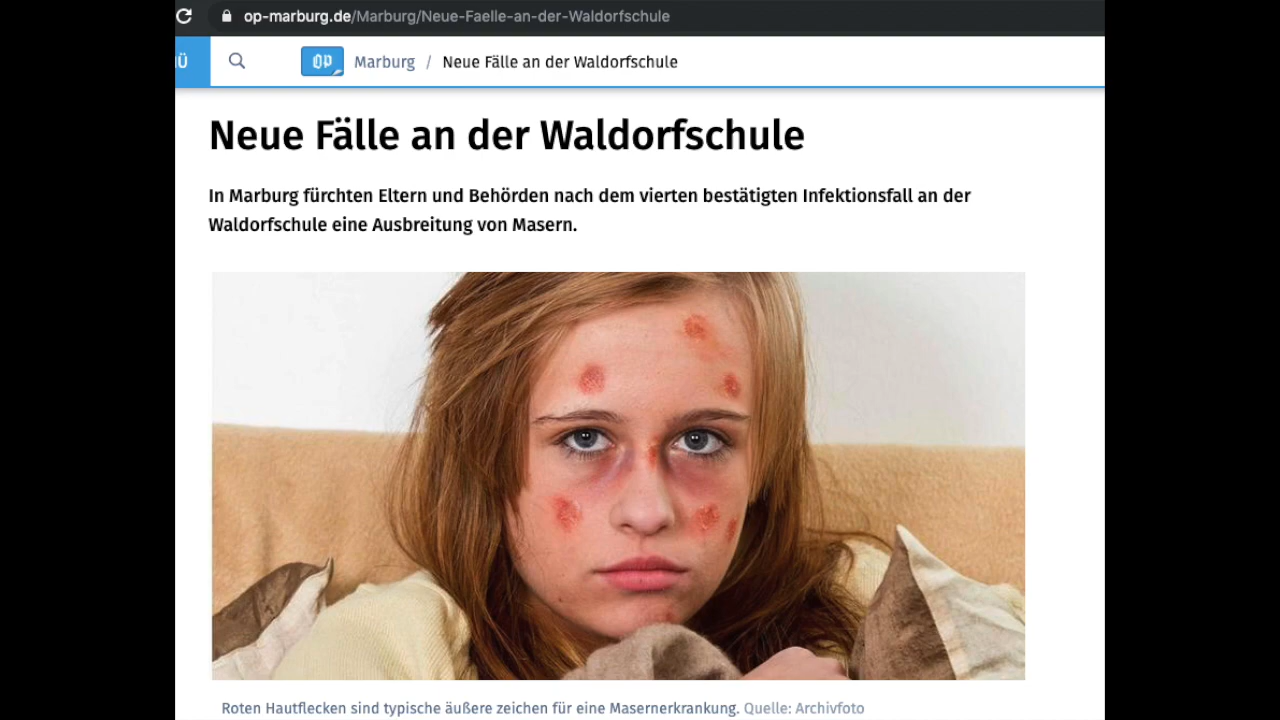 op-marburg.de/Marburg/Neue-Faelle-an-der-Waldorfschule
Ü
OP
Marburg / Neue Fälle an der Waldorfschule
Neue Fälle an der Waldorfschule
In Marburg fürchten Eltern und Behörden nach dem vierten bestätigten Infektionsfall an der
Waldorfschule eine Ausbreitung von Masern.
Roten Hautflecken sind typische äußere zeichen für eine Masernerkrankung. Quelle: Archivfoto